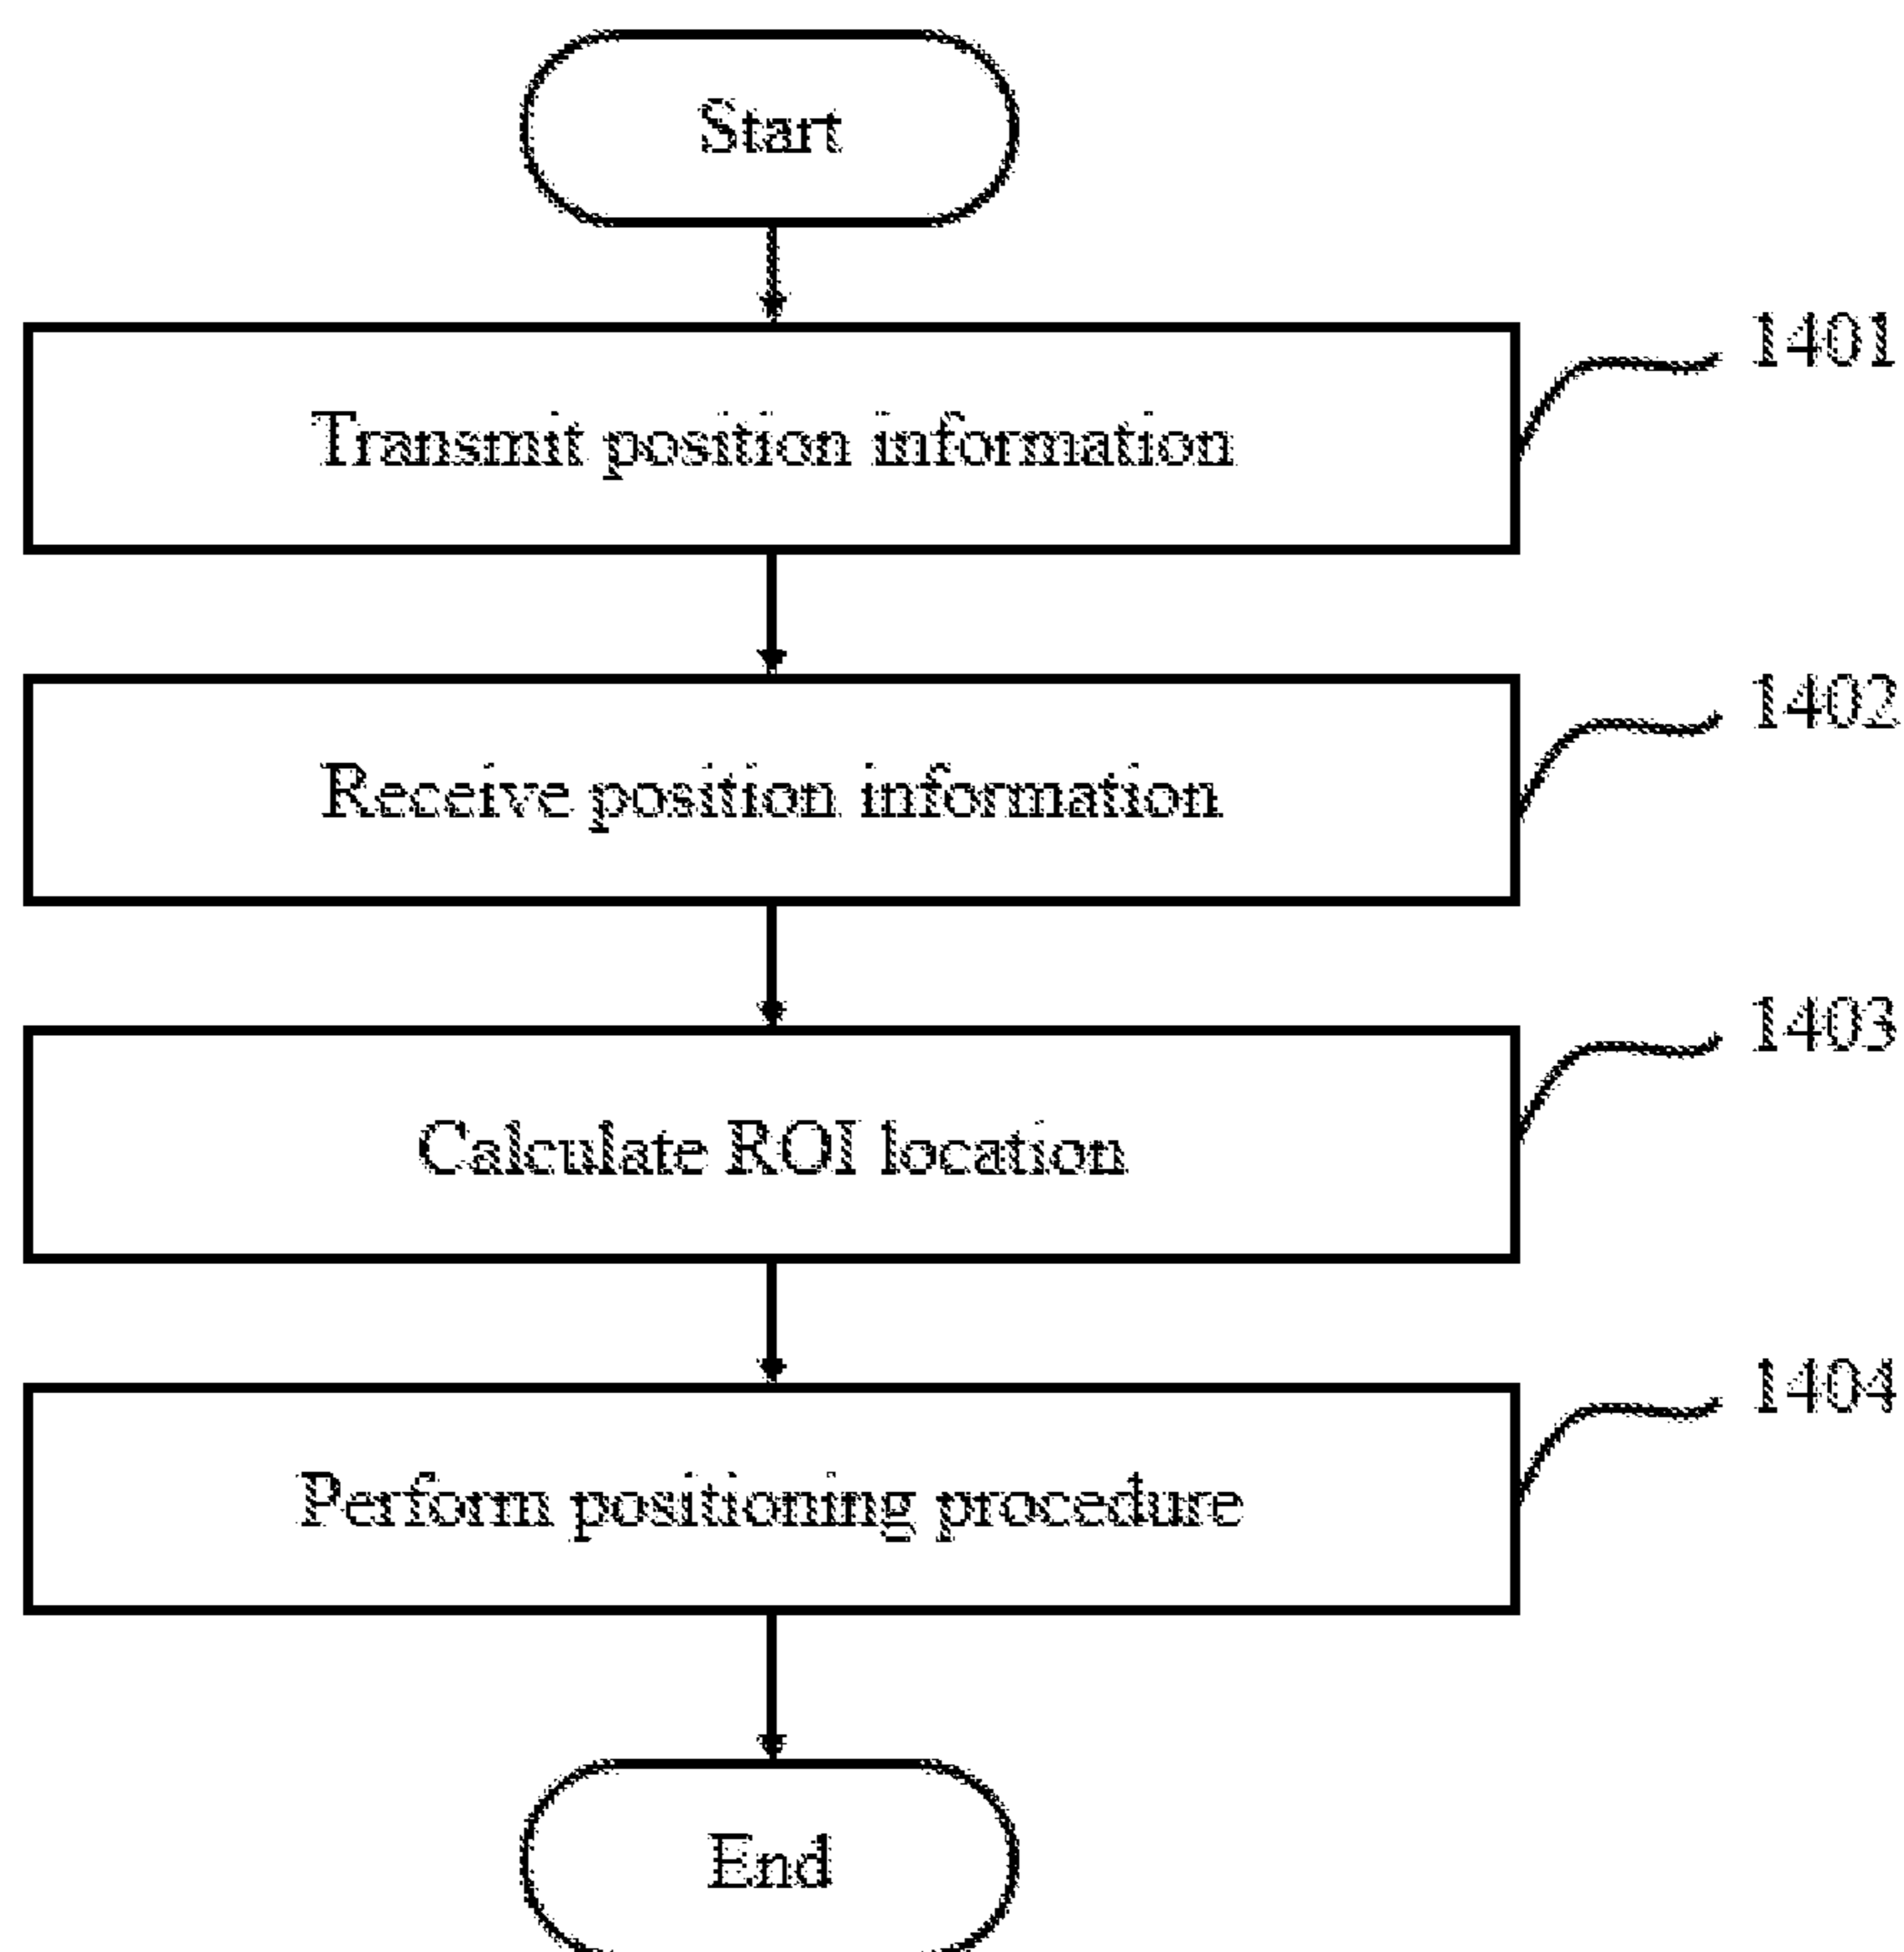 Start
1401
Transmit position information
1402
Receive position information
1403
Calculate ROI location
1404
Perform positioning procedure
End